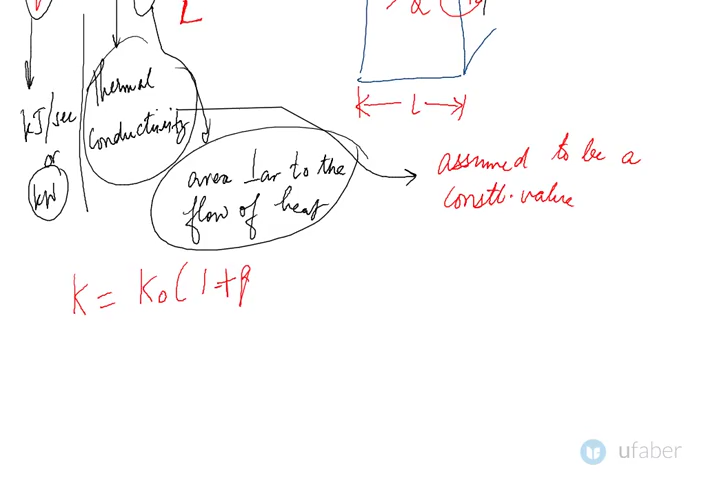 L
kJ/sec
or
kW
thermal
conductivity
area ⊥ar to the
flow of heat
L
assumed to be a
constt. value
K = K₀(1+β
ufaber